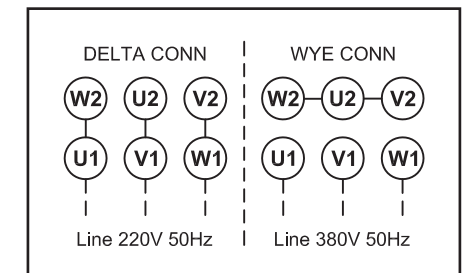 DELTA CONN
W2 U2 V2
U1 V1 W1
Line 220V 50Hz
WYE CONN
W2 U2 V2
U1 V1 W1
Line 380V 50Hz